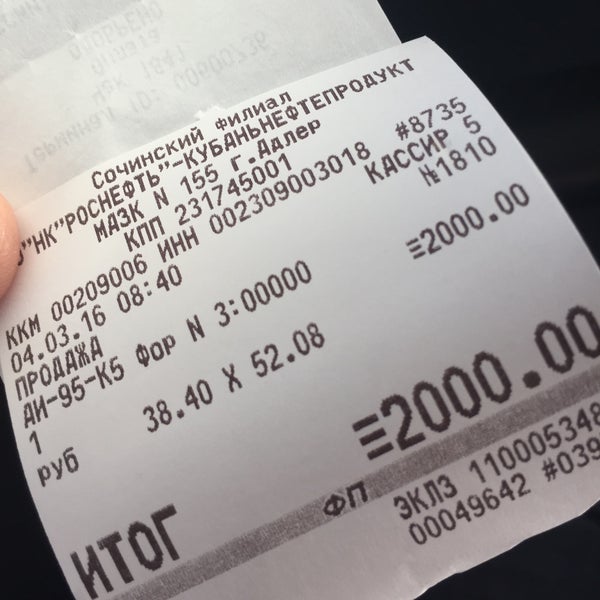 Сочинский филиал
"НК"РОСНЕФТЬ"-КУБАНЬНЕФТЕПРОДУКТ
МАЗК N 155 г.Адлер
КПП 231745001 #8735
ККМ 00209006 ИНН 002309003018 КАССИР 5
04.03.16 08:40 №1810
ПРОДАЖА
АИ-95-К5 Фор N 3:00000 ≡2000.00
1 38.40 X 52.08
руб
ИТОГ ≡2000.00
ФП
ЭКЛЗ 110005348
00049642 #039